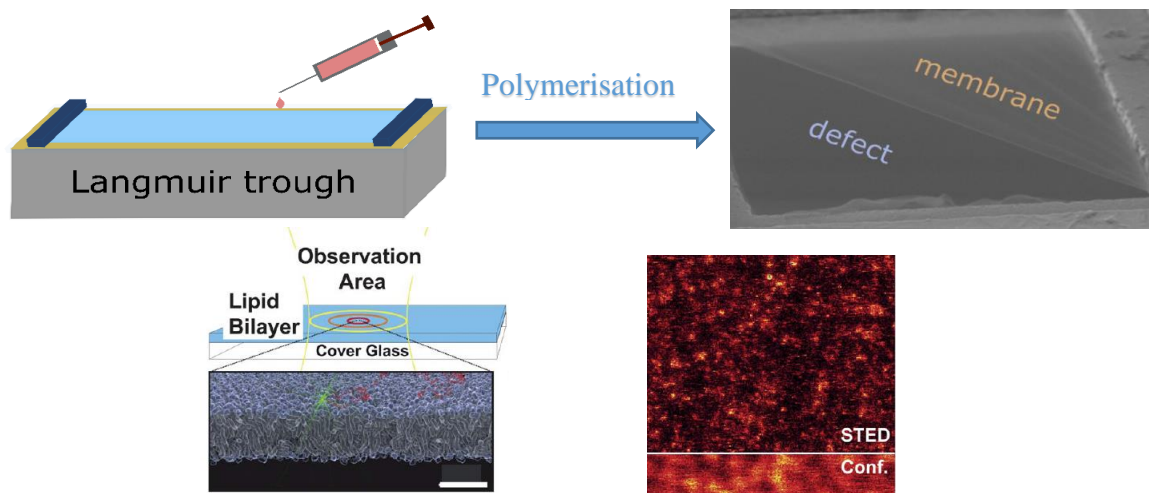 Polymerisation
Langmuir trough
membrane
defect
Observation
Area
Lipid
Bilayer
Cover Glass
STED
Conf.